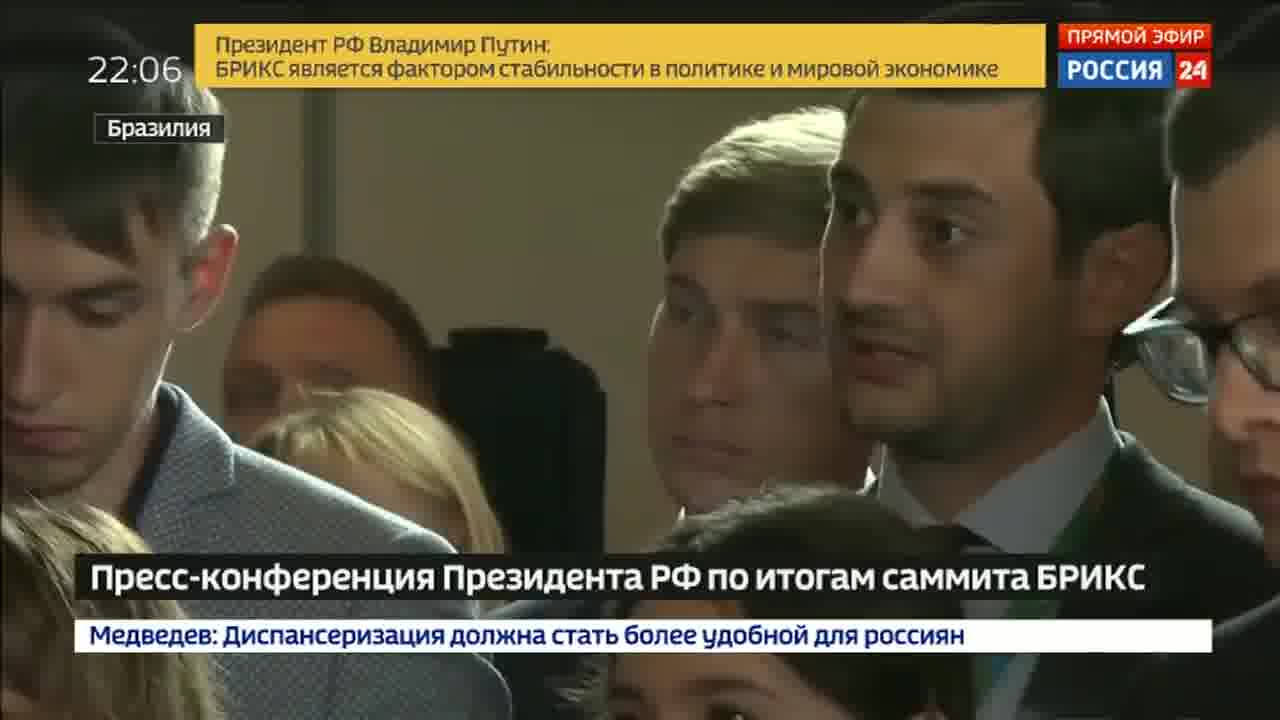 22:06
Президент РФ Владимир Путин:
БРИКС является фактором стабильности в политике и мировой экономике
ПРЯМОЙ ЭФИР
РОССИЯ 24
Бразилия
Пресс-конференция Президента РФ по итогам саммита БРИКС
Медведев: Диспансеризация должна стать более удобной для россиян